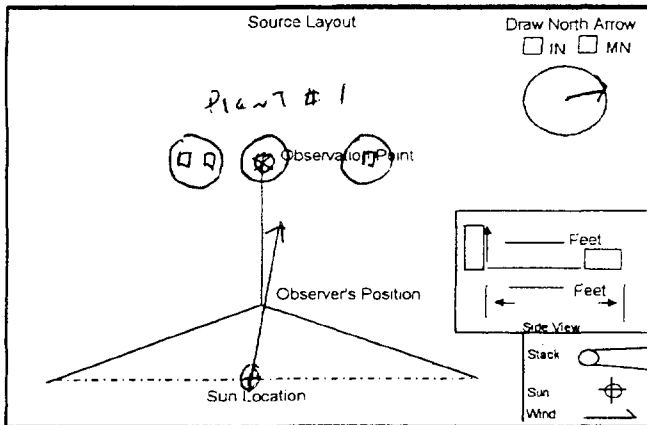 Source Layout
Draw North Arrow
IN MN
Plant # 1
Observation Point
Feet
Observer's Position
Feet
Side View
Stack
Sun Location
Sun
Wind